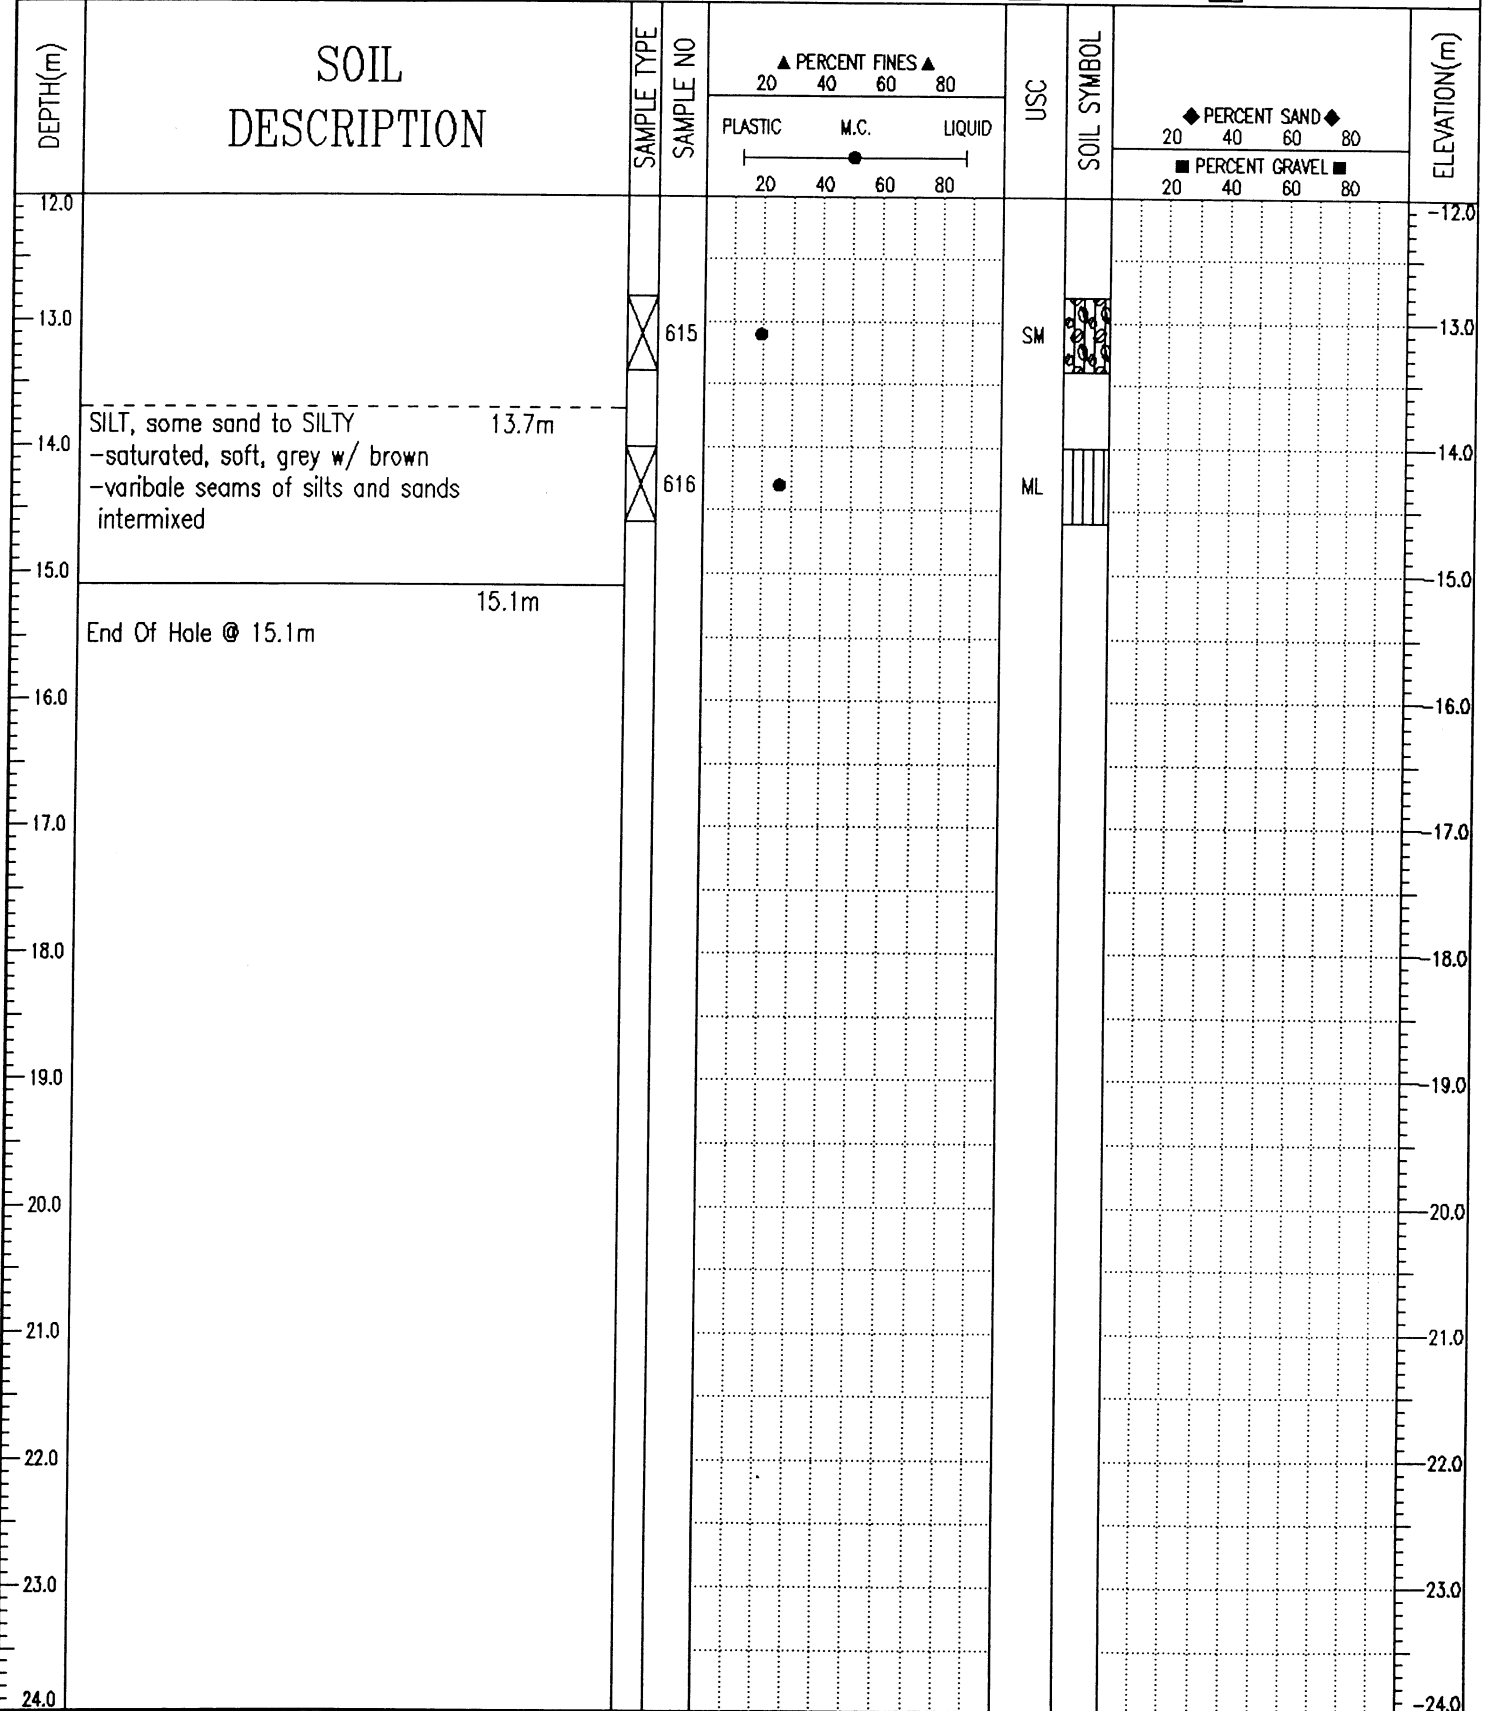 DEPTH(m)
SOIL
DESCRIPTION
SAMPLE TYPE
SAMPLE NO
▲ PERCENT FINES ▲
20 40 60 80
PLASTIC M.C. LIQUID
20 40 60 80
USC
SOIL SYMBOL
◆ PERCENT SAND ◆
20 40 60 80
■ PERCENT GRAVEL ■
20 40 60 80
ELEVATION(m)
12.0 -12.0
13.0 615 SM -13.0
SILT, some sand to SILTY 13.7m
14.0 -14.0
-saturated, soft, grey w/ brown
-varibale seams of silts and sands 616 ML
intermixed
15.0 -15.0
15.1m
End Of Hole @ 15.1m
16.0 -16.0
17.0 -17.0
18.0 -18.0
19.0 -19.0
20.0 -20.0
21.0 -21.0
22.0 -22.0
23.0 -23.0
24.0 -24.0